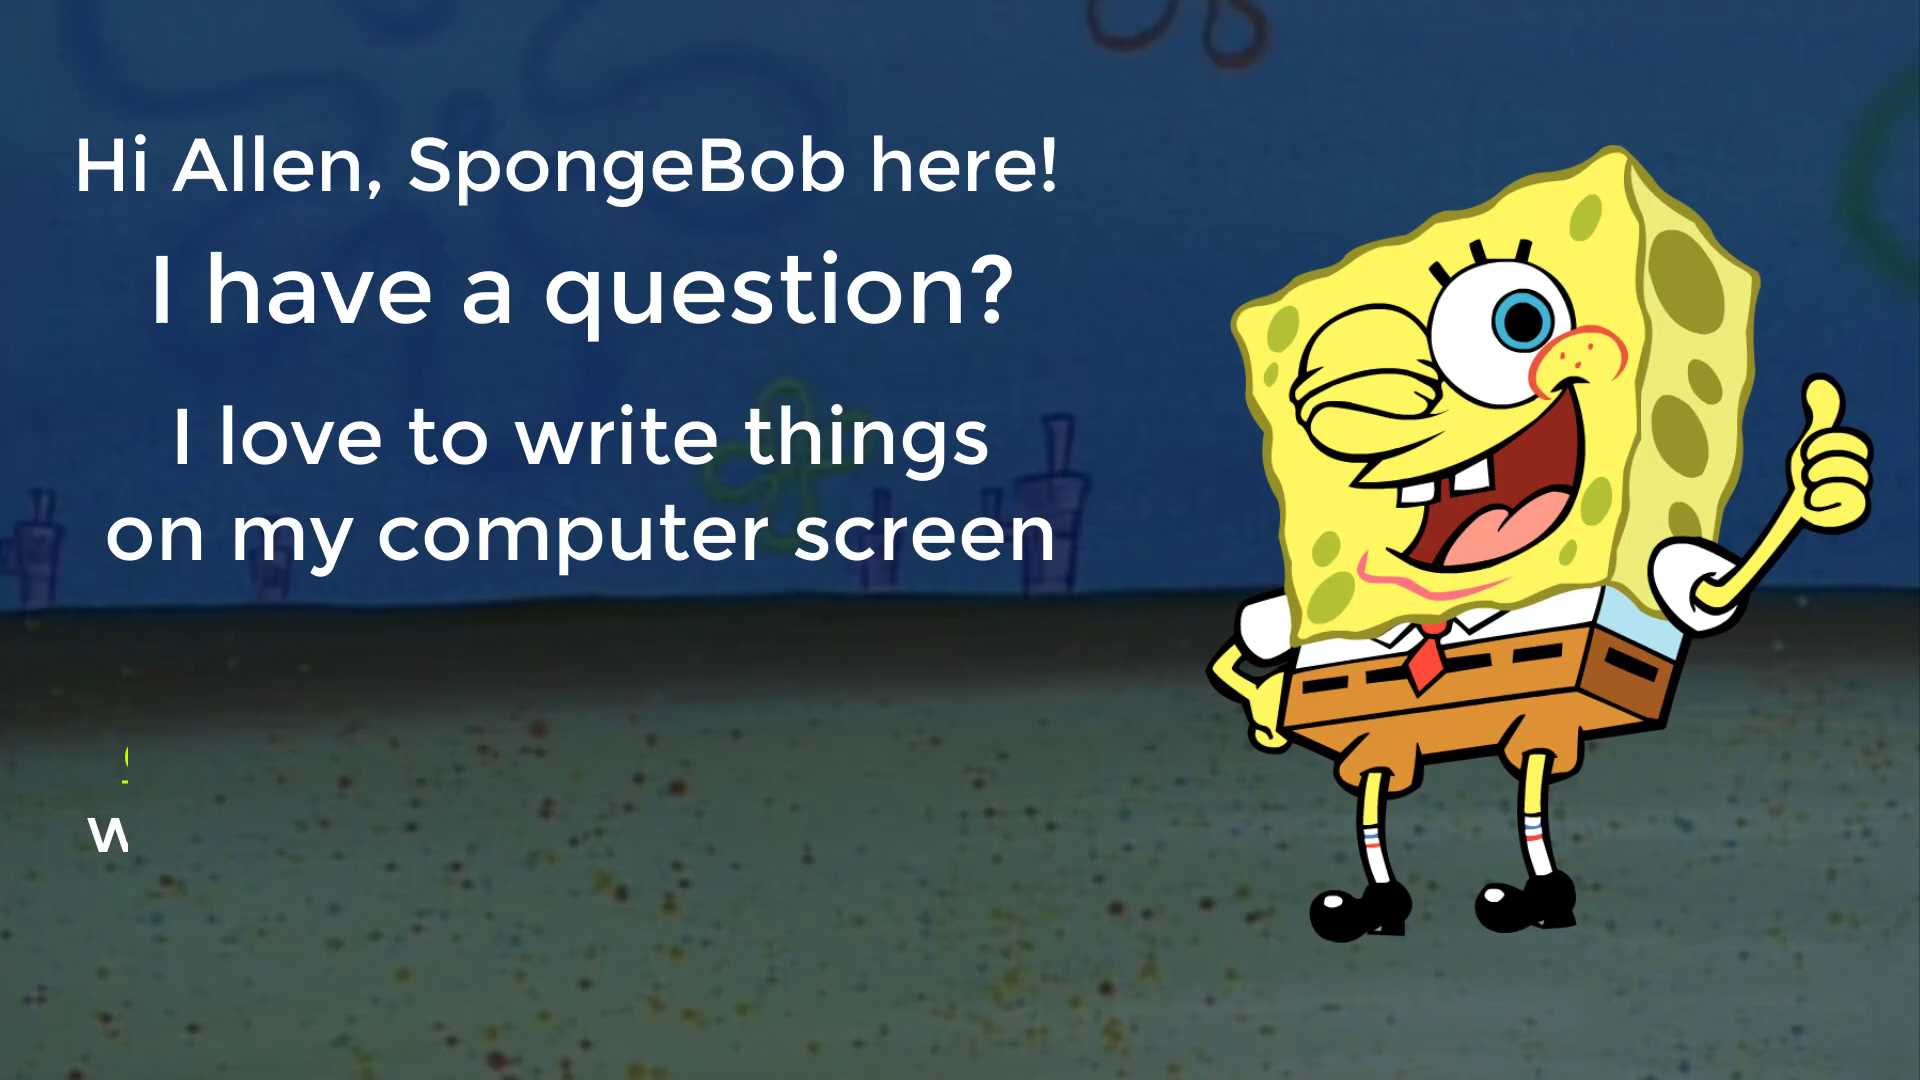 Hi Allen, SpongeBob here!
I have a question?
I love to write things
on my computer screen